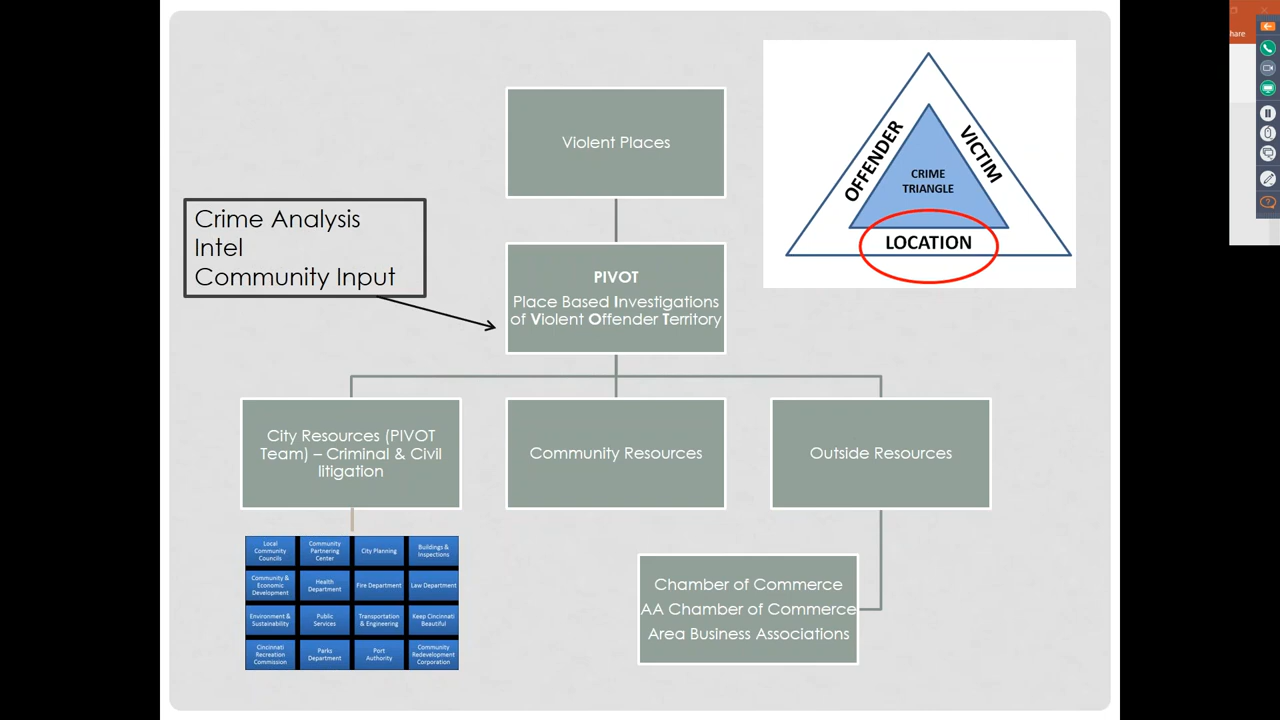 Violent Places
OFFENDER
VICTIM
CRIME
TRIANGLE
LOCATION
Crime Analysis
Intel
Community Input
PIVOT
Place Based Investigations
of Violent Offender Territory
City Resources (PIVOT
Team) – Criminal & Civil
litigation
Community Resources
Outside Resources
Local
Community
Councils
Community
Partnering
Center
City Planning
Buildings &
Inspections
Community &
Economic
Development
Health
Department
Fire Department
Law Department
Environment &
Sustainability
Public
Services
Transportation
& Engineering
Keep Cincinnati
Beautiful
Cincinnati
Recreation
Commission
Parks
Department
Port
Authority
Community
Redevelopment
Corporation
Chamber of Commerce
AA Chamber of Commerce
Area Business Associations
hare